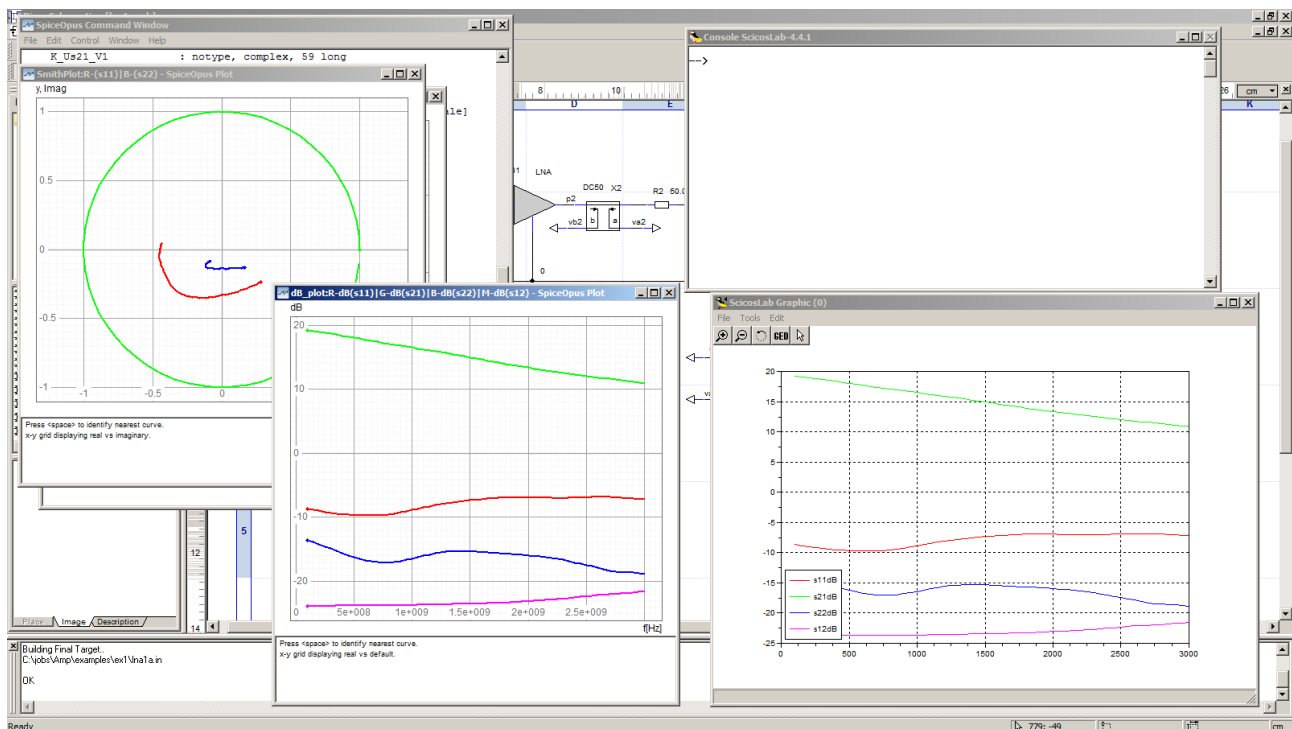 SpiceOpus Command Window
File Edit Control Window Help
K_Us21_V1 : notype, complex, 59 long
SmithPlot:R-(s11)|B-(s22) - SpiceOpus Plot
y, Imag
1
0.5
0
-0.5
-1
-1 -0.5 0
Press <space> to identify nearest curve.
x-y grid displaying real vs imaginary.
ale]
8 10
D E
LNA
DC50 X2 R2 50.
p2
b a
vb2 va2
0
Console ScicosLab-4.4.1
-->
26 cm
K
dB_plot:R-dB(s11)|G-dB(s21)|B-dB(s22)|M-dB(s12) - SpiceOpus Plot
dB
20
10
0
-10
-20
0 5e+008 1e+009 1.5e+009 2e+009 2.5e+009
f[Hz]
Press <space> to identify nearest curve.
x-y grid displaying real vs default.
ScicosLab Graphic (0)
File Tools Edit
GED
20
15
10
5
0
-5
-10
-15
-20
-25
s11dB
s21dB
s22dB
s12dB
0 500 1000 1500 2000 2500 3000
5
12
14
Place Image Description
Building Final Target..
C:\jobs\Amp\examples\ex1\lna1a.in
OK
Ready
779: -49
cm